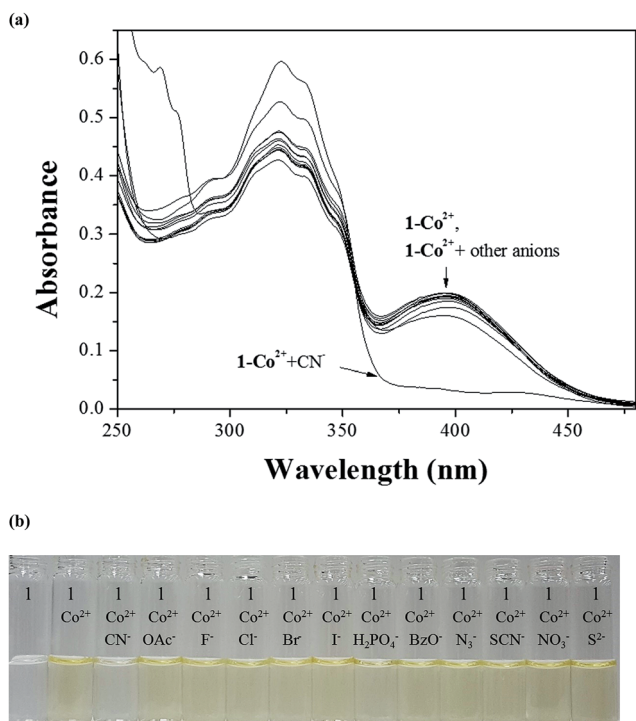 (a)
0.6
0.5
0.4
0.3
0.2
0.1
0.0
Absorbance
1-Co²⁺,
1-Co²⁺+ other anions
1-Co²⁺+CN⁻
250 300 350 400 450
Wavelength (nm)
(b)
1 1 1 1 1 1 1 1 1 1 1 1 1 1
Co²⁺ Co²⁺ Co²⁺ Co²⁺ Co²⁺ Co²⁺ Co²⁺ Co²⁺ Co²⁺ Co²⁺ Co²⁺ Co²⁺ Co²⁺
CN⁻ OAc⁻ F⁻ Cl⁻ Br⁻ I⁻ H₂PO₄⁻ BzO⁻ N₃⁻ SCN⁻ NO₃⁻ S²⁻